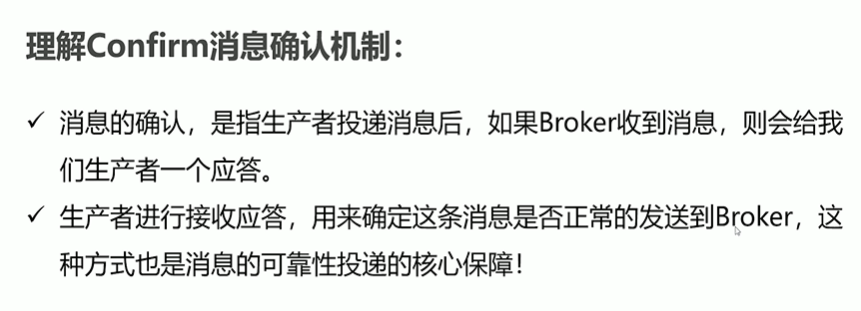 理解Confirm消息确认机制：
✓ 消息的确认，是指生产者投递消息后，如果Broker收到消息，则会给我
们生产者一个应答。
✓ 生产者进行接收应答，用来确定这条消息是否正常的发送到Broker，这
种方式也是消息的可靠性投递的核心保障！